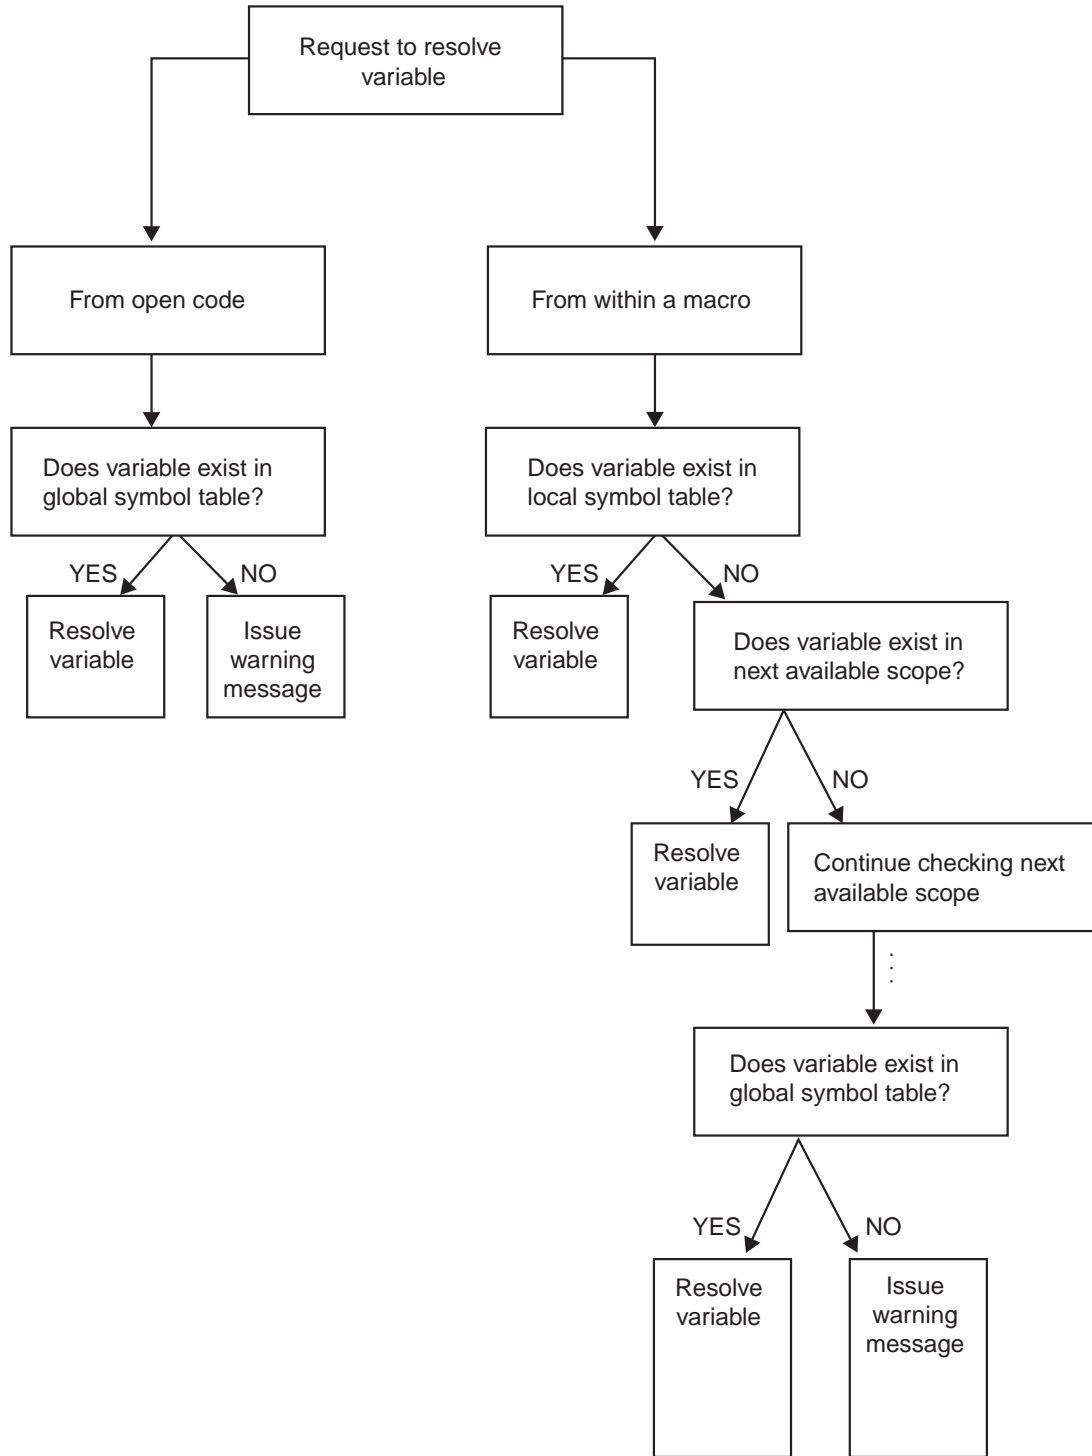 Request to resolve
variable
From open code
From within a macro
Does variable exist in
global symbol table?
Does variable exist in
local symbol table?
YES
NO
YES
NO
Resolve
variable
Issue
warning
message
Resolve
variable
Does variable exist in
next available scope?
YES
NO
Resolve
variable
Continue checking next
available scope
...
Does variable exist in
global symbol table?
YES
NO
Resolve
variable
Issue
warning
message